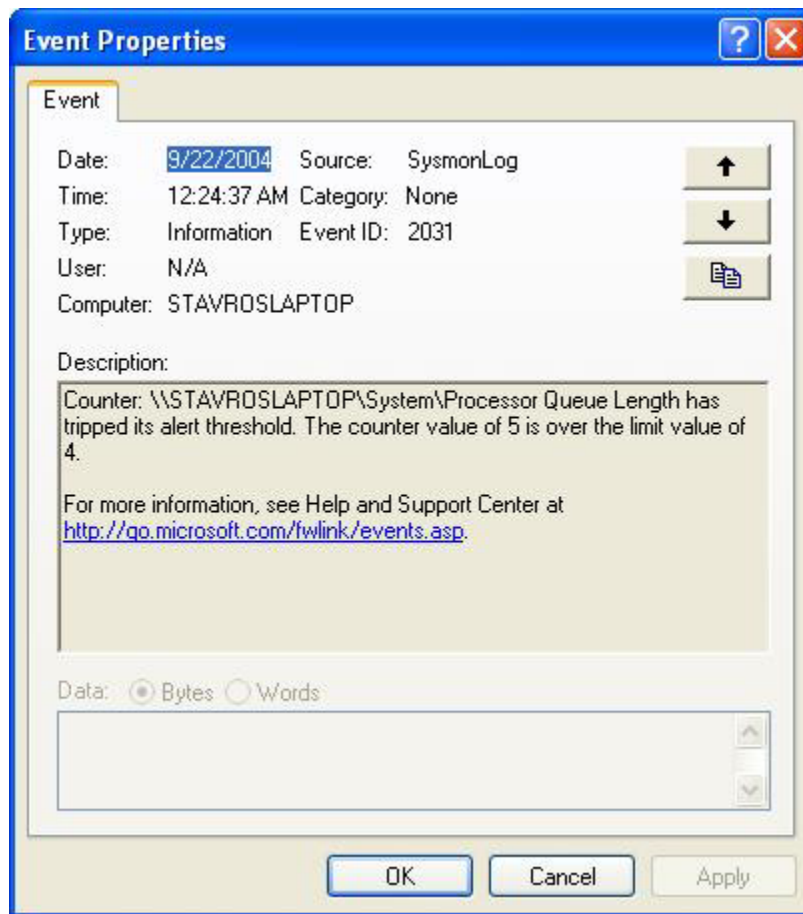 Event Properties
Event
Date: 9/22/2004 Source: SysmonLog
Time: 12:24:37 AM Category: None
Type: Information Event ID: 2031
User: N/A
Computer: STAVROSLAPTOP
Description:
Counter: \\STAVROSLAPTOP\System\Processor Queue Length has
tripped its alert threshold. The counter value of 5 is over the limit value of
4.
For more information, see Help and Support Center at
http://go.microsoft.com/fwlink/events.asp.
Data: Bytes Words
OK Cancel Apply